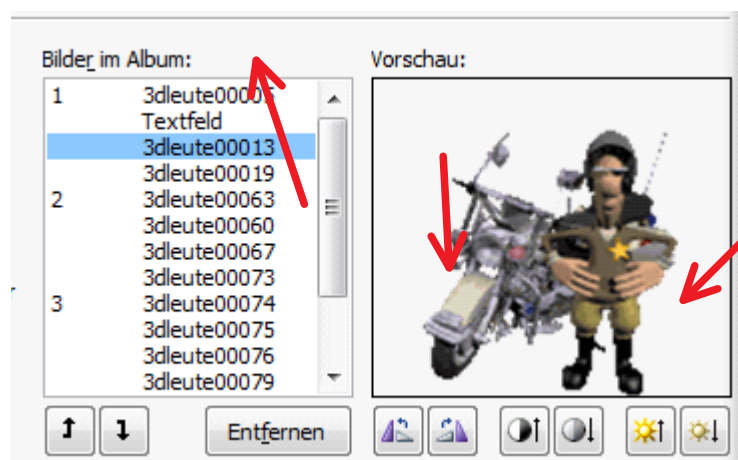 Bilder im Album:
Vorschau:
1 3dleute00005
Textfeld
3dleute00013
3dleute00019
2 3dleute00063
3dleute00060
3dleute00067
3dleute00073
3 3dleute00074
3dleute00075
3dleute00076
3dleute00079
Entfernen